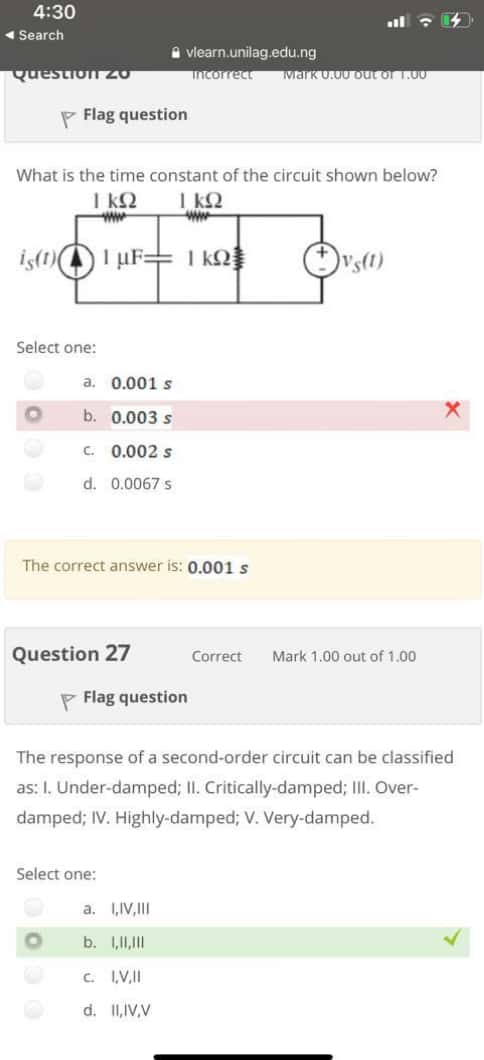 4:30
◂ Search
vlearn.unilag.edu.ng
Question 26 Incorrect Mark 0.00 out of 1.00
Flag question
What is the time constant of the circuit shown below?
1 kΩ 1 kΩ
is(t) 1 μF 1 kΩ + - vs(t)
Select one:
a. 0.001 s
b. 0.003 s
c. 0.002 s
d. 0.0067 s
The correct answer is: 0.001 s
Question 27 Correct Mark 1.00 out of 1.00
Flag question
The response of a second-order circuit can be classified
as: I. Under-damped; II. Critically-damped; III. Over-
damped; IV. Highly-damped; V. Very-damped.
Select one:
a. I,IV,III
b. I,II,III
c. I,V,II
d. II,IV,V